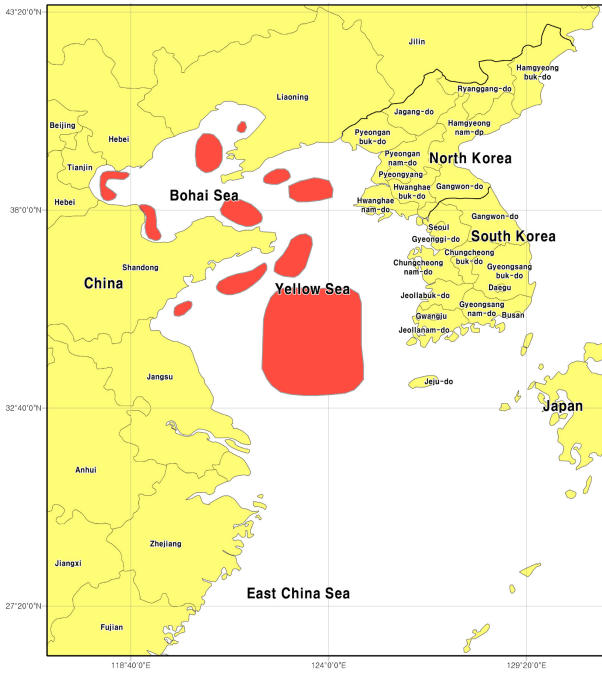 43°20'0"N
Jilin
Hamgyeong
buk-do
Ryanggang-do
Liaoning
Jagang-do
Beijing
Hamgyeong
nam-do
Pyeongan
buk-do
Hebei
Pyeongan
nam-do
North Korea
Tianjin
Pyeongyang
Hwanghae
buk-do
Gangwon-do
Bohai Sea
Hebei
Hwanghae
nam-do
38°0'0"N
Gangwon-do
Seoul
South Korea
Gyeonggi-do
Chungcheong
buk-do
Chungcheong
nam-do
Shandong
Gyeongsang
buk-do
China
Daegu
Yellow Sea
Jeollabuk-do
Gyeongsang
nam-do
Gwangju
Busan
Jeollanam-do
Jangsu
Jeju-do
32°40'0"N
Japan
Anhui
Zhejiang
Jiangxi
East China Sea
27°20'0"N
Fujian
118°40'0"E
124°0'0"E
129°20'0"E